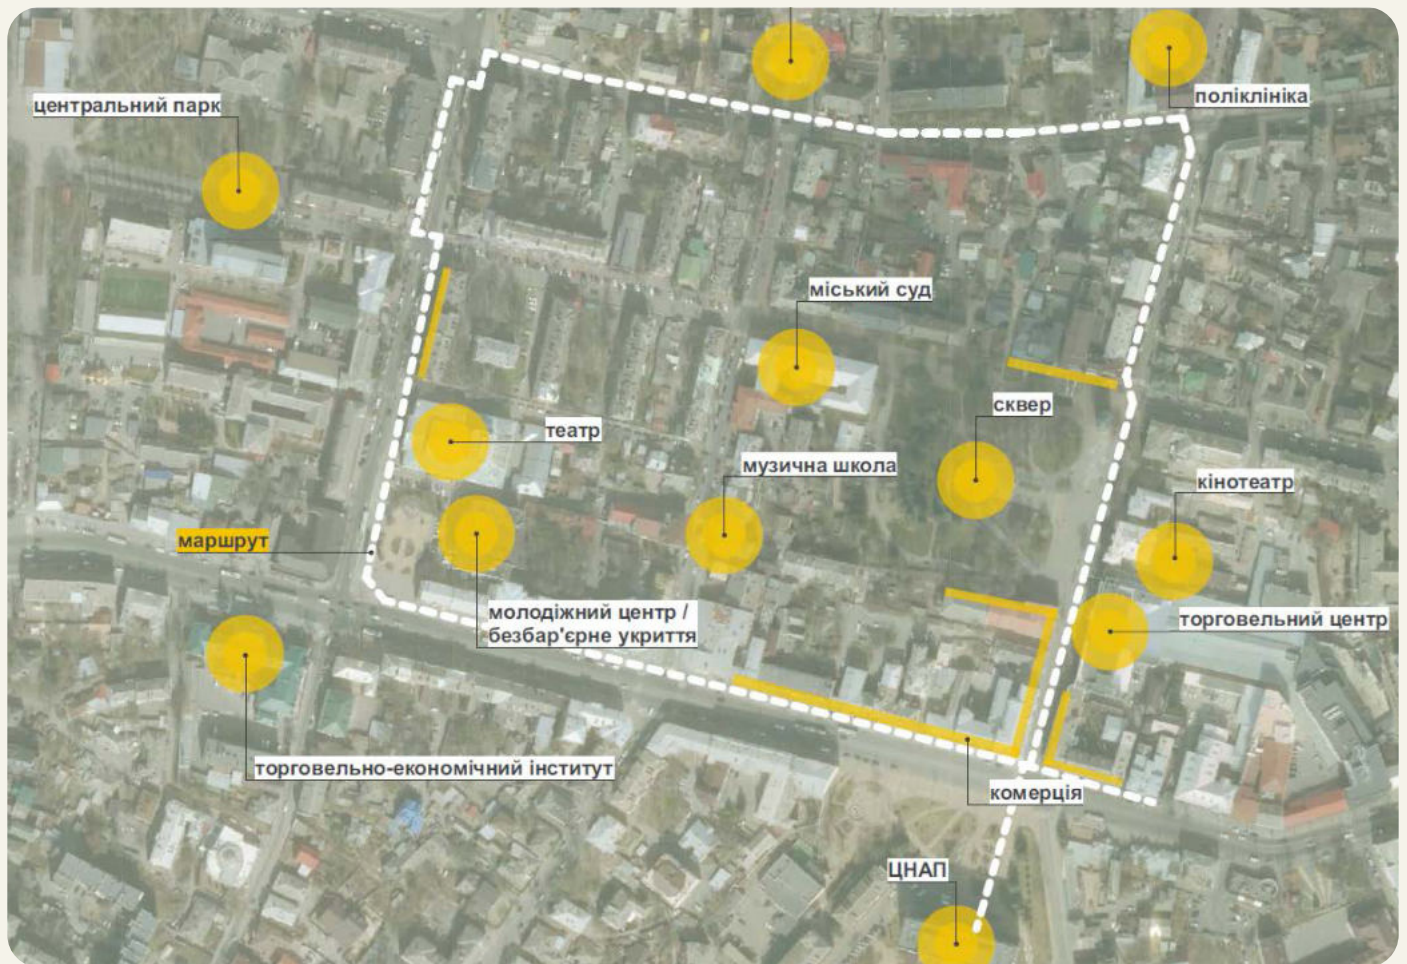 центральний парк
поліклініка
міський суд
сквер
театр
музична школа
кінотеатр
маршрут
молодіжний центр /
безбар'єрне укриття
торговельний центр
торговельно-економічний інститут
комерція
ЦНАП